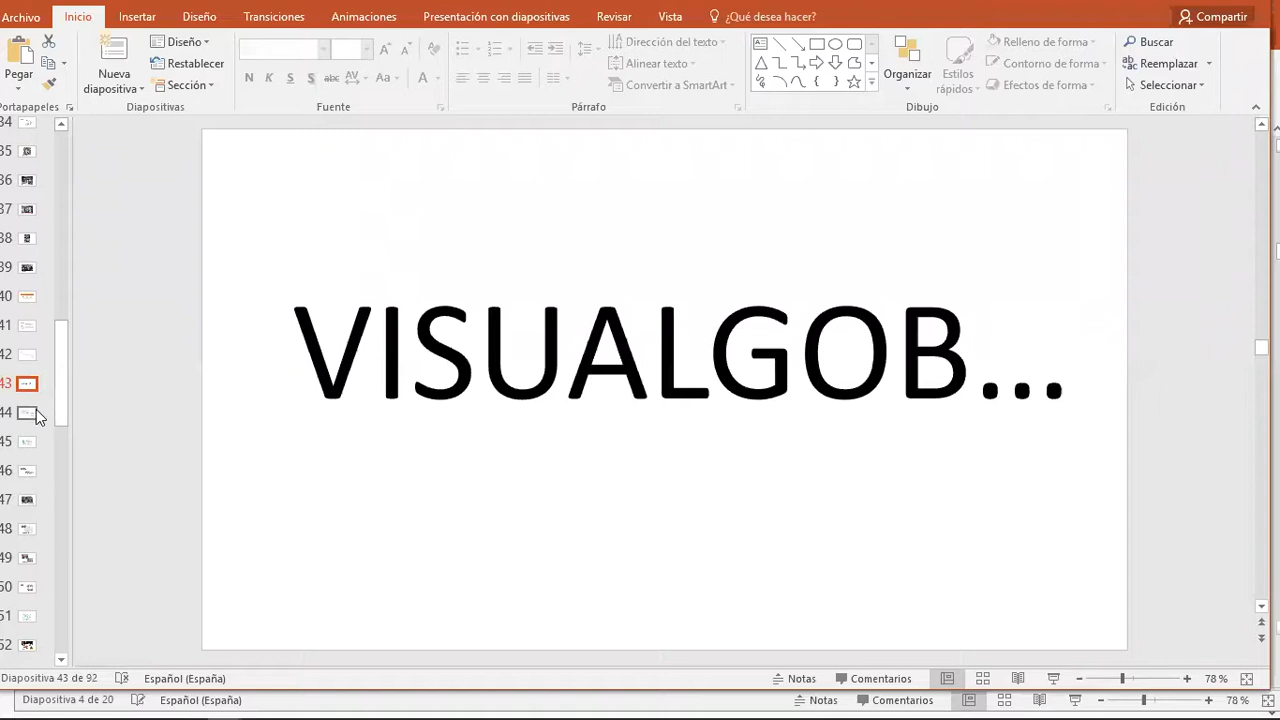 Archivo Inicio Insertar Diseño Transiciones Animaciones Presentación con diapositivas Revisar Vista ¿Qué desea hacer? Compartir
Pegar
Portapapeles
Nueva
diapositiva
Diseño
Restablecer
Sección
Diapositivas
N K S S abc AV Aa A
Fuente
Dirección del texto
Alinear texto
Convertir a SmartArt
Párrafo
Organizar
Estilos
rápidos
Relleno de forma
Contorno de forma
Efectos de forma
Dibujo
Buscar
Reemplazar
Seleccionar
Edición
34
35
36
37
38
39
40
41
42
43
44
45
46
47
48
49
50
51
52
VISUALGOB...
Diapositiva 43 de 92 Español (España) Notas Comentarios 78 %
Diapositiva 4 de 20 Español (España) Notas Comentarios 78 %